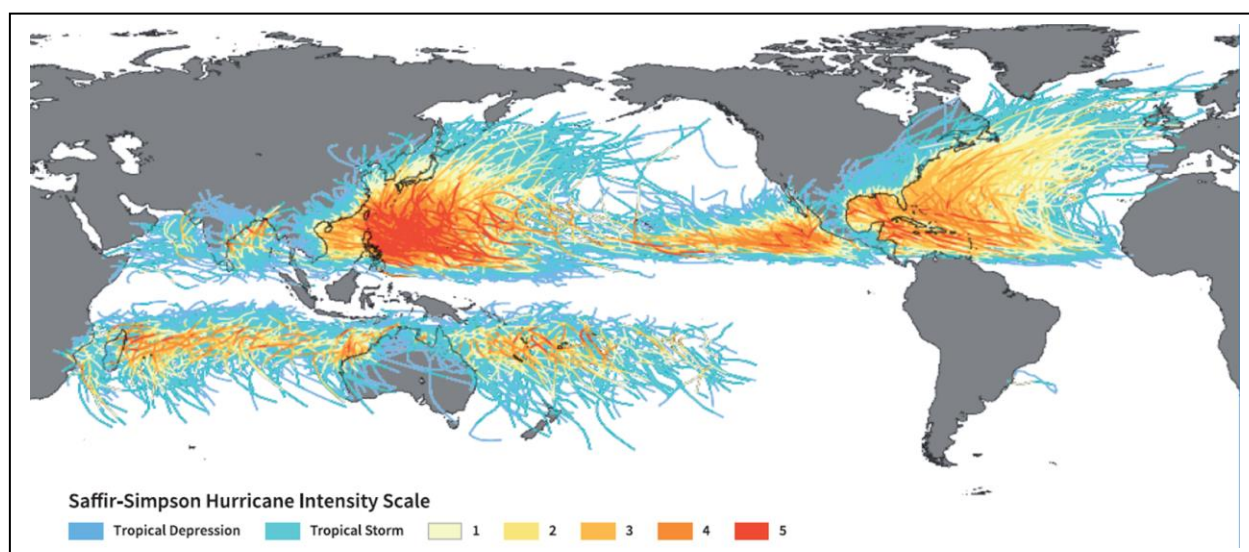 Saffir-Simpson Hurricane Intensity Scale
Tropical Depression Tropical Storm 1 2 3 4 5